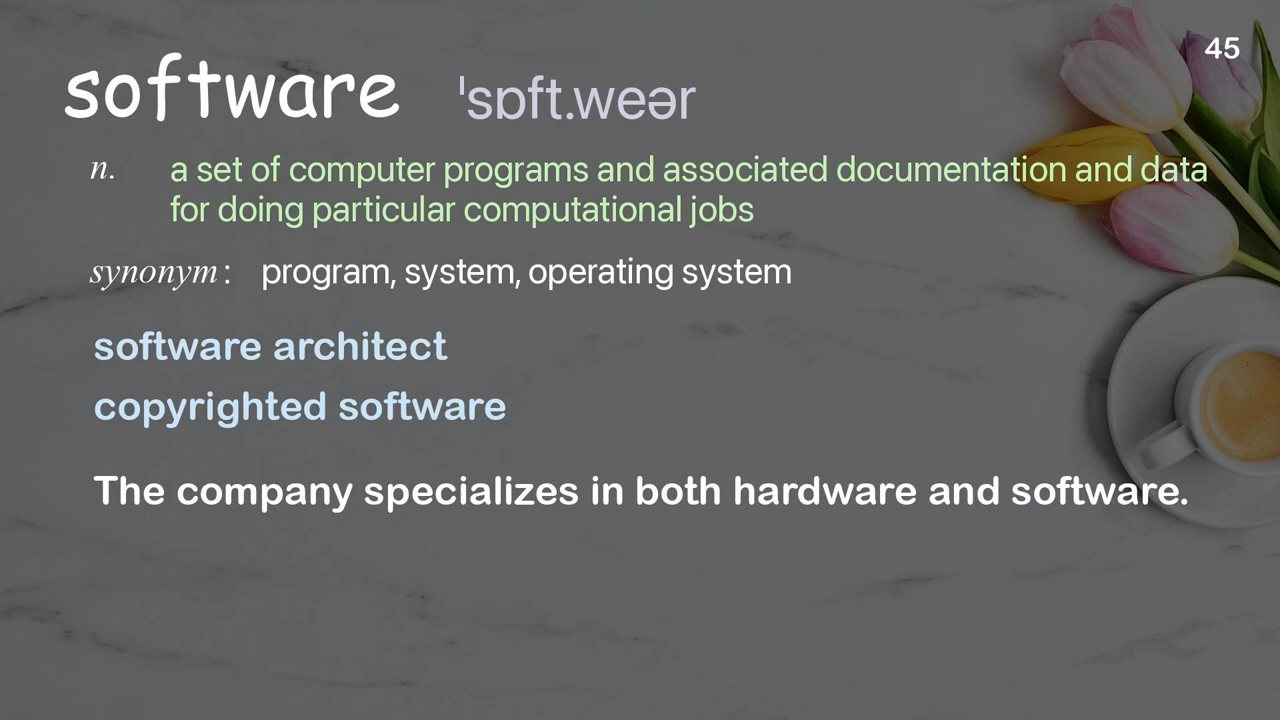 45
software ˈsɒft.weər
n. a set of computer programs and associated documentation and data
for doing particular computational jobs
synonym: program, system, operating system
software architect
copyrighted software
The company specializes in both hardware and software.